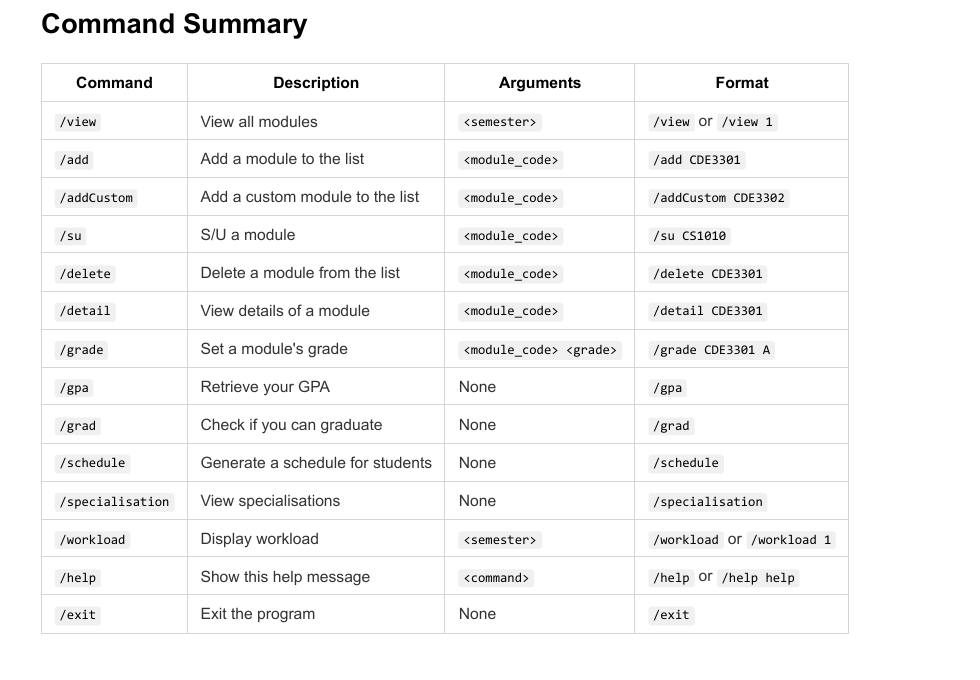 Command Summary
Command Description Arguments Format
/view View all modules <semester> /view or /view 1
/add Add a module to the list <module_code> /add CDE3301
/addCustom Add a custom module to the list <module_code> /addCustom CDE3302
/su S/U a module <module_code> /su CS1010
/delete Delete a module from the list <module_code> /delete CDE3301
/detail View details of a module <module_code> /detail CDE3301
/grade Set a module's grade <module_code> <grade> /grade CDE3301 A
/gpa Retrieve your GPA None /gpa
/grad Check if you can graduate None /grad
/schedule Generate a schedule for students None /schedule
/specialisation View specialisations None /specialisation
/workload Display workload <semester> /workload or /workload 1
/help Show this help message <command> /help or /help help
/exit Exit the program None /exit